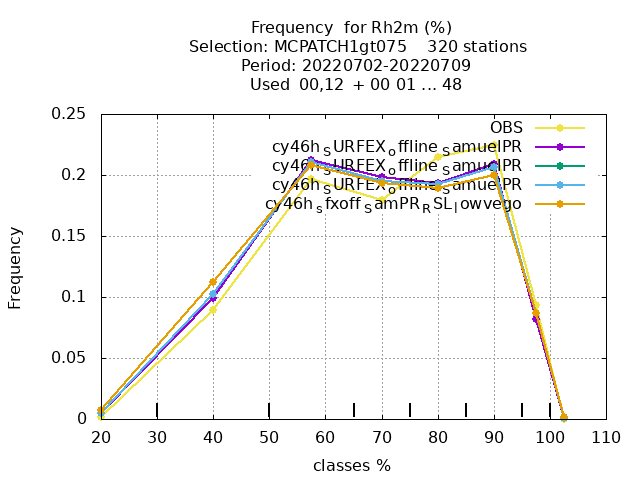 Frequency  for Rh2m (%)
Selection: MCPATCH1gt075    320 stations
Period: 20220702-20220709
Used  00,12  + 00 01 ... 48
0.25
0.2
0.15
0.1
0.05
0
Frequency
OBS
cy46h_SURFEX_offline_SamuelPR
cy46h_SURFEX_offline_SamuelPR
cy46h_SURFEX_offline_SamuelPR
cy46h_sfxoff_SamPR_RSL_lowvego
20 30 40 50 60 70 80 90 100 110
classes %